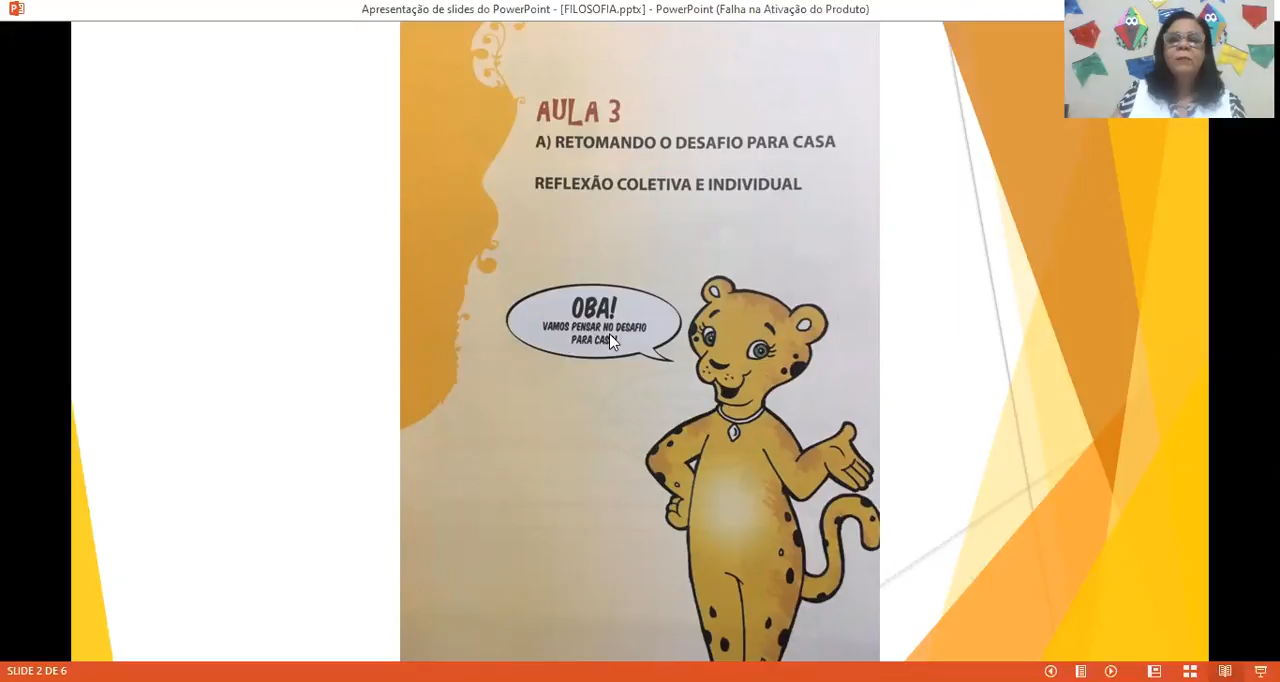 Apresentação de slides do PowerPoint - [FILOSOFIA.pptx] - PowerPoint (Falha na Ativação do Produto)
AULA 3
A) RETOMANDO O DESAFIO PARA CASA
REFLEXÃO COLETIVA E INDIVIDUAL
OBA!
VAMOS PENSAR NO DESAFIO
PARA
SLIDE 2 DE 6